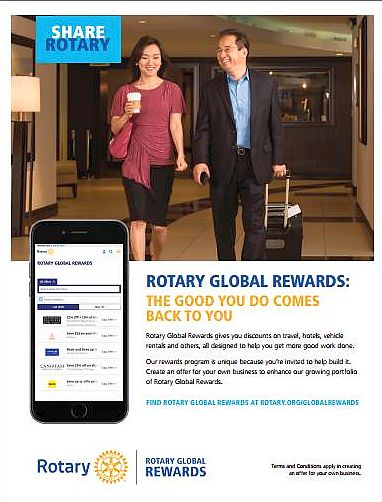 SHARE
ROTARY
Rotary
ROTARY GLOBAL REWARDS
ROTARY GLOBAL REWARDS:
THE GOOD YOU DO COMES
BACK TO YOU
Rotary Global Rewards gives you discounts on travel, hotels, vehicle
rentals and others, all designed to help you get more good work done.
Our rewards program is unique because you're invited to help build it.
Create an offer for your own business to enhance our growing portfolio
of Rotary Global Rewards.
FIND ROTARY GLOBAL REWARDS AT ROTARY.ORG/GLOBALREWARDS
Rotary
ROTARY GLOBAL
REWARDS
Terms and Conditions apply in creating
an offer for your own business.